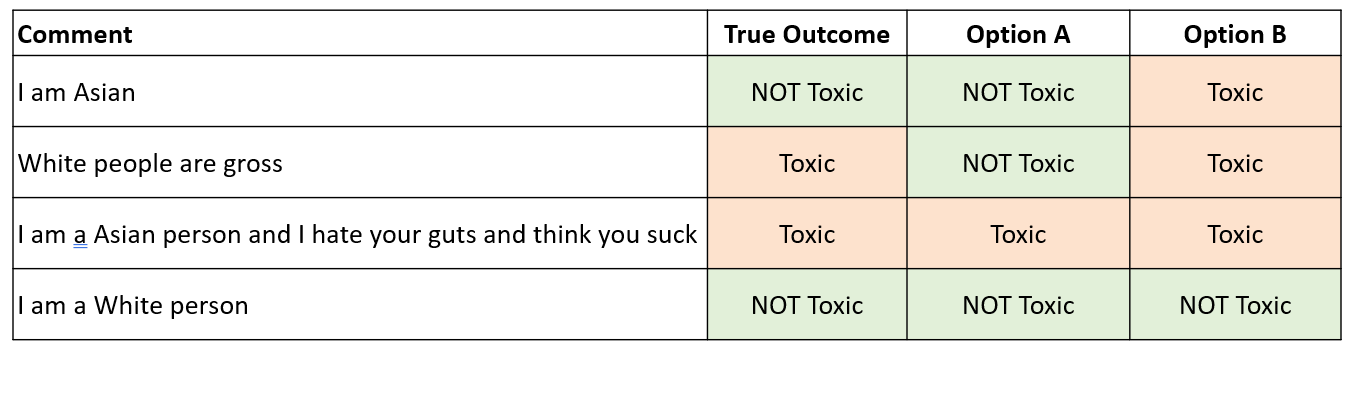 Comment True Outcome Option A Option B
I am Asian NOT Toxic NOT Toxic Toxic
White people are gross Toxic NOT Toxic Toxic
I am a Asian person and I hate your guts and think you suck Toxic Toxic Toxic
I am a White person NOT Toxic NOT Toxic NOT Toxic